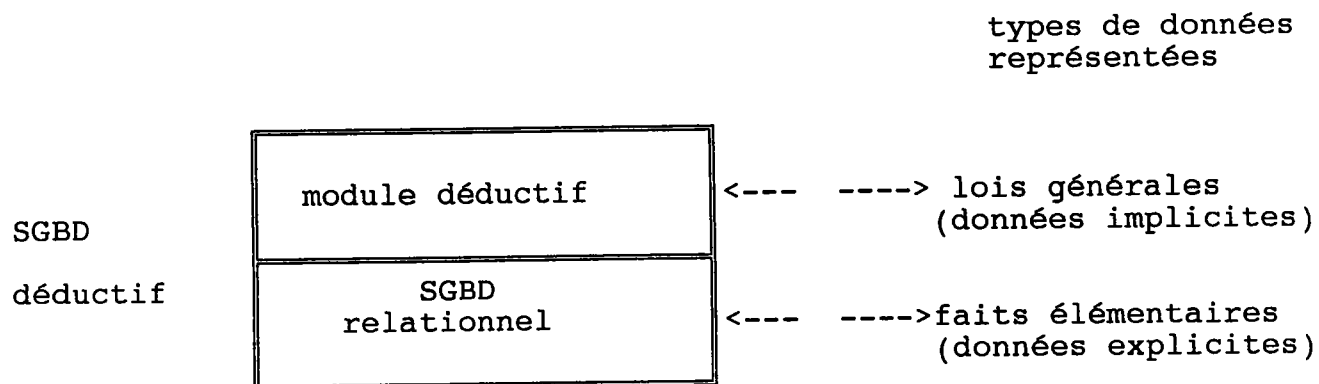 types de données
représentées
module déductif
<--- ----> lois générales
(données implicites)
SGBD
déductif
SGBD
relationnel
<--- ---->faits élémentaires
(données explicites)